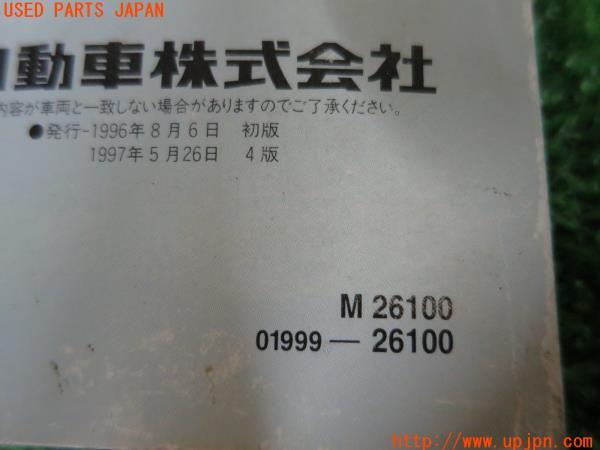 USED PARTS JAPAN
動車株式会社
内容が車両と一致しない場合がありますのでご了承ください。
●発行-1996年8月6日 初版
1997年5月26日 4版
M 26100
01999 — 26100
http://www.upjpn.com/